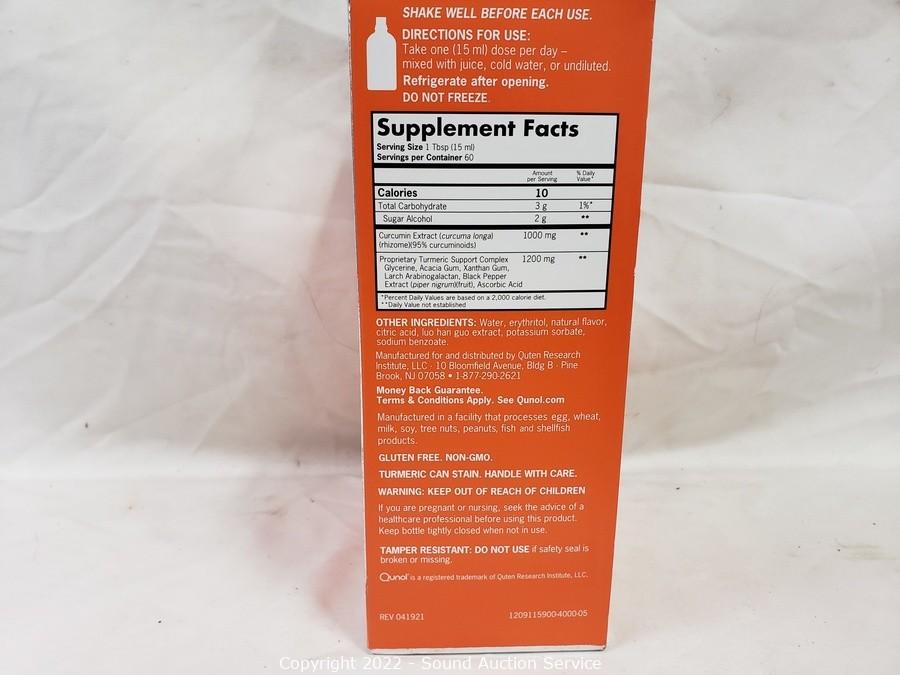 SHAKE WELL BEFORE EACH USE.
DIRECTIONS FOR USE:
Take one (15 ml) dose per day –
mixed with juice, cold water, or undiluted.
Refrigerate after opening.
DO NOT FREEZE.
Supplement Facts
Serving Size 1 Tbsp (15 ml)
Servings per Container 60
Amount per Serving % Daily Value*
Calories 10
Total Carbohydrate 3 g 1%*
Sugar Alcohol 2 g **
Curcumin Extract (curcuma longa) 1000 mg **
(rhizome)(95% curcuminoids)
Proprietary Turmeric Support Complex 1200 mg **
Glycerine, Acacia Gum, Xanthan Gum,
Larch Arabinogalactan, Black Pepper
Extract (piper nigrum)(fruit), Ascorbic Acid
*Percent Daily Values are based on a 2,000 calorie diet.
**Daily Value not established
OTHER INGREDIENTS: Water, erythritol, natural flavor,
citric acid, luo han guo extract, potassium sorbate,
sodium benzoate.
Manufactured for and distributed by Quten Research
Institute, LLC · 10 Bloomfield Avenue, Bldg B · Pine
Brook, NJ 07058 • 1-877-290-2621
Money Back Guarantee.
Terms & Conditions Apply. See Qunol.com
Manufactured in a facility that processes egg, wheat,
milk, soy, tree nuts, peanuts, fish and shellfish
products.
GLUTEN FREE. NON-GMO.
TURMERIC CAN STAIN. HANDLE WITH CARE.
WARNING: KEEP OUT OF REACH OF CHILDREN
If you are pregnant or nursing, seek the advice of a
healthcare professional before using this product.
Keep bottle tightly closed when not in use.
TAMPER RESISTANT: DO NOT USE if safety seal is
broken or missing.
Qunol® is a registered trademark of Quten Research Institute, LLC.
REV 041921 1209115900-4000-05
Copyright 2022 - Sound Auction Service